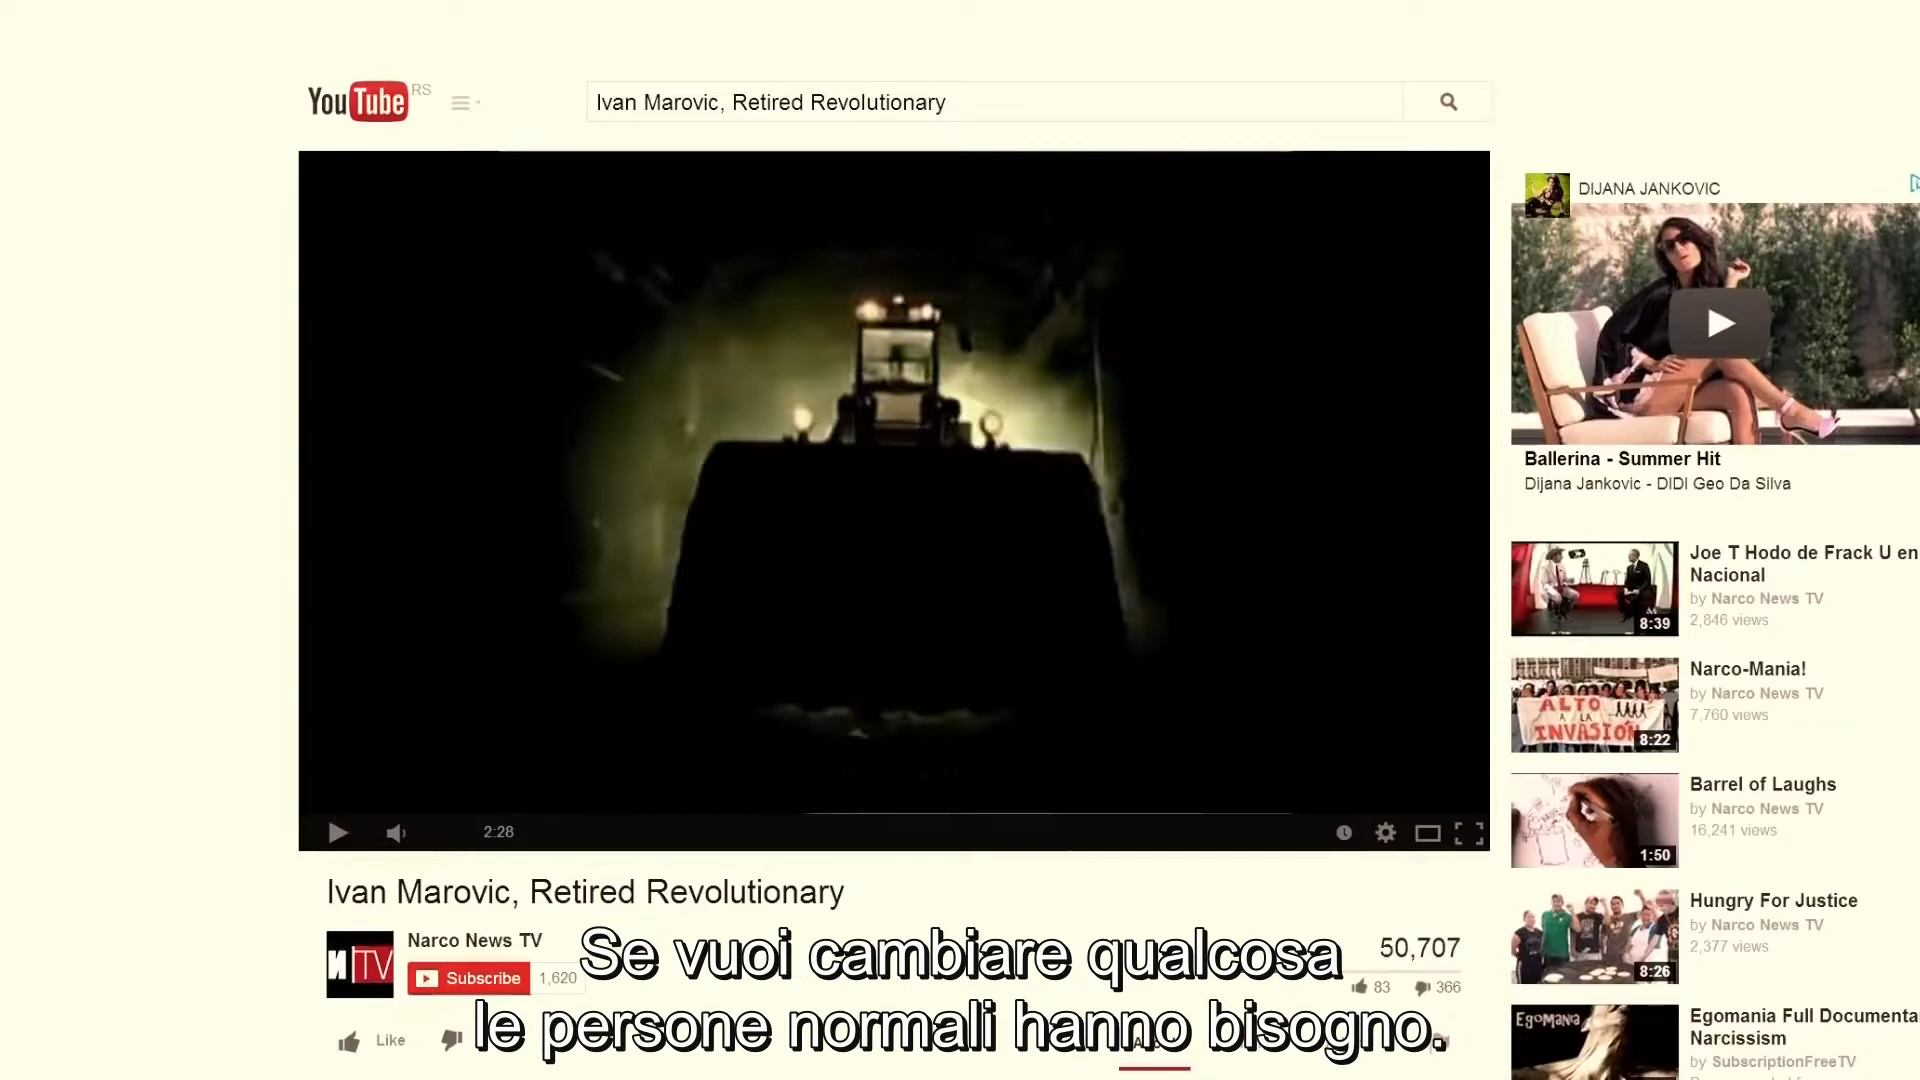 YouTube RS
Ivan Marovic, Retired Revolutionary
DIJANA JANKOVIC
Ballerina - Summer Hit
Dijana Jankovic - DIDI Geo Da Silva
Joe T Hodo de Frack U en
Nacional
by Narco News TV
2,846 views
8:39
Narco-Mania!
by Narco News TV
7,760 views
ALTO
A LA
INVASIÓN
8:22
Barrel of Laughs
by Narco News TV
16,241 views
1:50
Hungry For Justice
by Narco News TV
2,377 views
8:26
EgoMania
Egomania Full Documenta
Narcissism
by SubscriptionFreeTV
2:28
Ivan Marovic, Retired Revolutionary
NTV
Narco News TV
Subscribe 1,620
50,707
83 366
Like
Se vuoi cambiare qualcosa
le persone normali hanno bisogno.